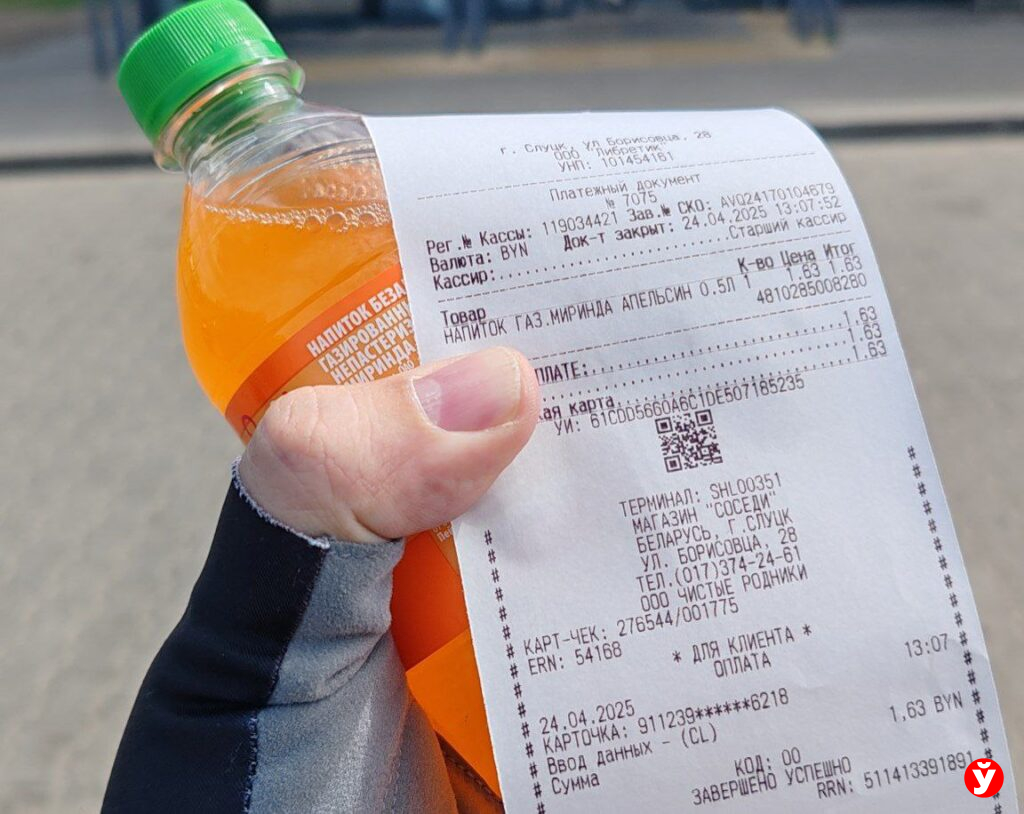 НАПИТОК БЕЗА
ГАЗИРОВАНН
НЕПАСТЕРИЗ
МИРИНДА
г. Слуцк, ул Борисовца, 28
ООО "Либретик"
УНП: 101454161
Платежный документ
№ 7075
Рег.№ Кассы: 119034421 Зав.№ СКО: AVQ24170104679
Валюта: BYN Док-т закрыт: 24.04.2025 13:07:52
Кассир:..............................Старший кассир
Товар К-во Цена Итог
НАПИТОК ГАЗ.МИРИНДА АПЕЛЬСИН 0.5Л 1 1.63 1.63
4810285008280
1.63
ПЛАТЕ:..............................1.63
кая карта..............................1.63
УИ: 61CDD5660A6C1DE507185235
ТЕРМИНАЛ: SHL00351
МАГАЗИН "СОСЕДИ"
БЕЛАРУСЬ, Г.СЛУЦК
УЛ. БОРИСОВЦА, 28
ТЕЛ.(017)374-24-61
ООО ЧИСТЫЕ РОДНИКИ
КАРТ-ЧЕК: 276544/001775
ERN: 54168
* ДЛЯ КЛИЕНТА *
ОПЛАТА
24.04.2025 13:07
КАРТОЧКА: 911239******6218
Ввод данных - (CL)
Сумма 1,63 BYN
КОД: 00
ЗАВЕРШЕНО УСПЕШНО
RRN: 511413391891
ў